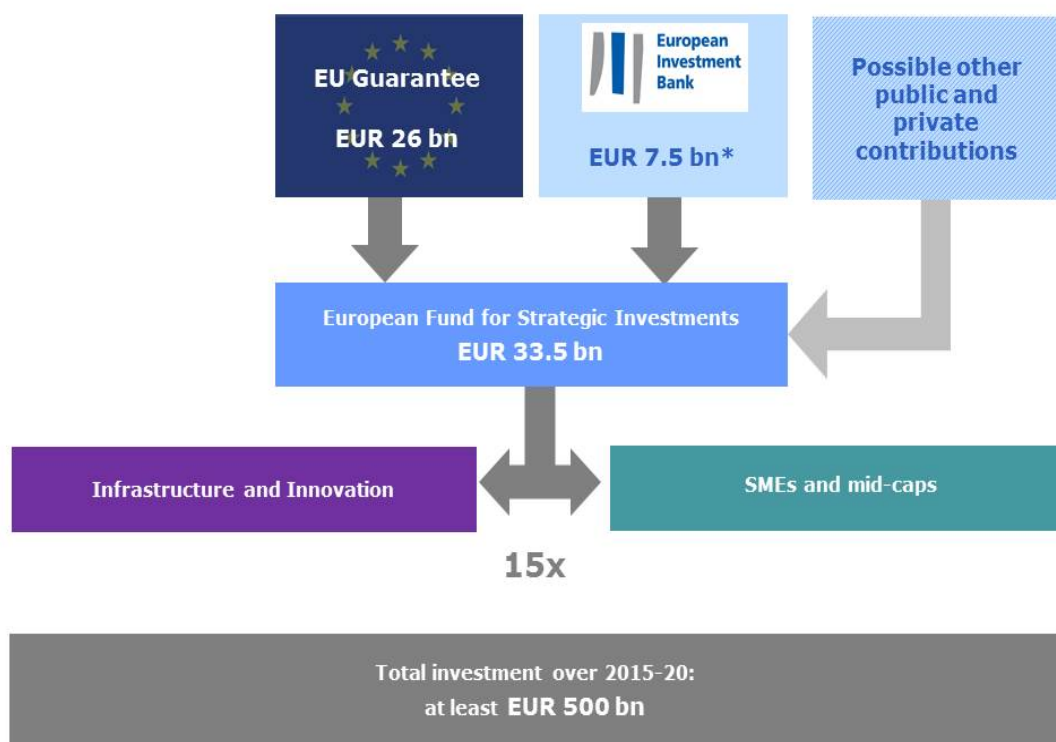 EU Guarantee
EUR 26 bn
European
Investment
Bank
EUR 7.5 bn*
Possible other
public and
private
contributions
European Fund for Strategic Investments
EUR 33.5 bn
Infrastructure and Innovation
SMEs and mid-caps
15x
Total investment over 2015-20:
at least EUR 500 bn